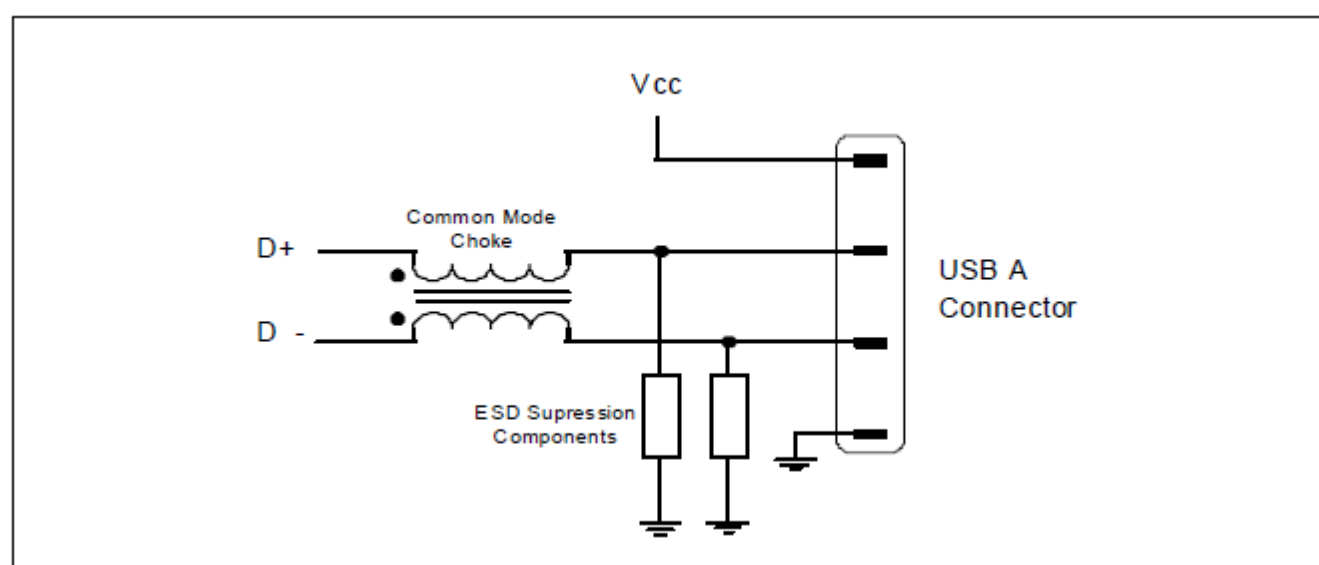 Vcc
Common Mode
Choke
D+
D -
USB A
Connector
ESD Supression
Components